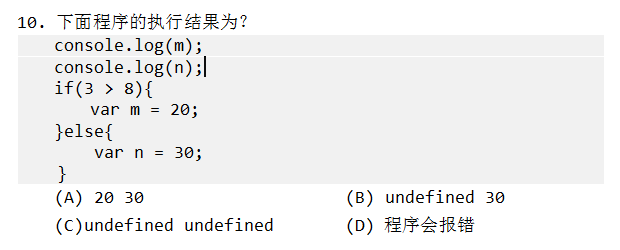 10. 下面程序的执行结果为?
console.log(m);
console.log(n);
if(3 > 8){
var m = 20;
}else{
var n = 30;
}
(A) 20 30 (B) undefined 30
(C)undefined undefined (D) 程序会报错